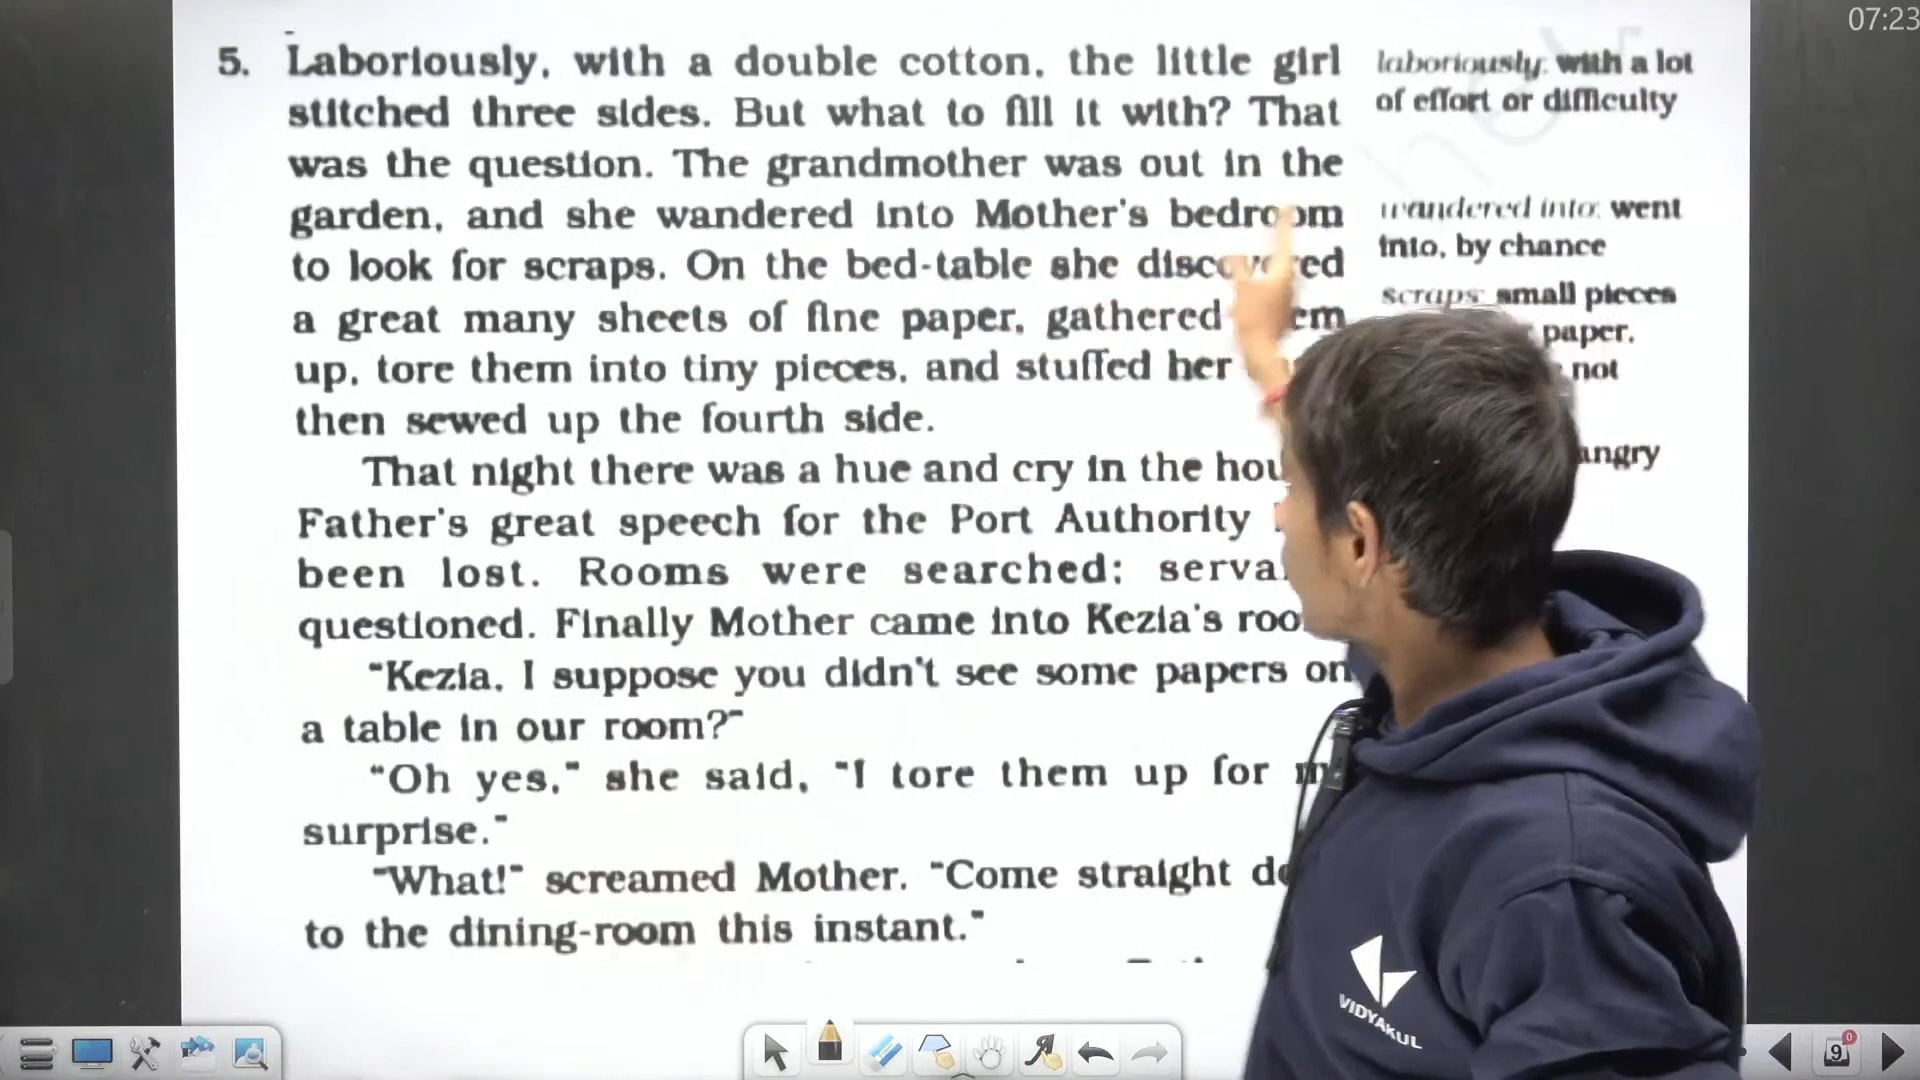 07:23
5. Laboriously, with a double cotton, the little girl
stitched three sides. But what to fill it with? That
was the question. The grandmother was out in the
garden, and she wandered into Mother's bedroom
to look for scraps. On the bed-table she discovered
a great many sheets of fine paper, gathered
up, tore them into tiny pieces, and stuffed her
then sewed up the fourth side.
That night there was a hue and cry in the
Father's great speech for the Port Authority
been lost. Rooms were searched;
questioned. Finally Mother came into Kezia's
"Kezia, I suppose you didn't see some papers on
a table in our room?"
"Oh yes," she said, "I tore them up for
surprise."
"What!" screamed Mother. "Come straight
to the dining-room this instant."
laboriously: with a lot
of effort or difficulty
wandered into: went
into, by chance
scraps: small pieces
paper,
not
angry
VIDYAKUL
9
0